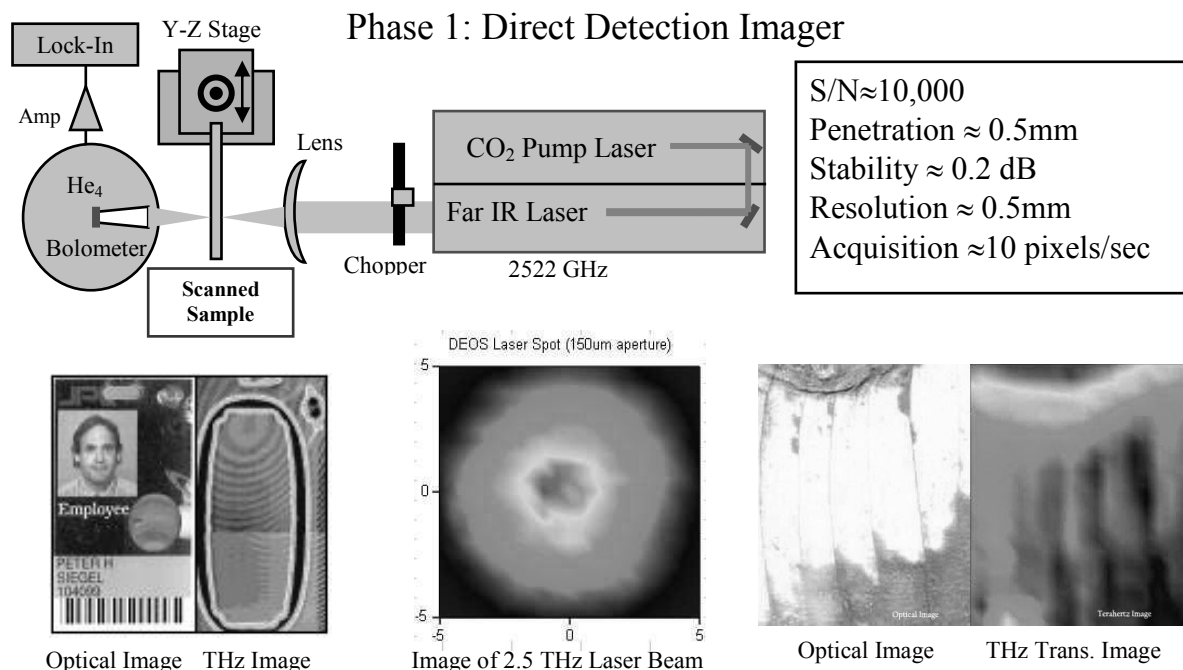 Phase 1: Direct Detection Imager
Y-Z Stage
Lock-In
Amp
Lens
He₄
Bolometer
CO₂ Pump Laser
Far IR Laser
Chopper
2522 GHz
Scanned
Sample
S/N≈10,000
Penetration ≈ 0.5mm
Stability ≈ 0.2 dB
Resolution ≈ 0.5mm
Acquisition ≈10 pixels/sec
Employee
PETER H
SIEGEL
Optical Image
THz Image
DEOS Laser Spot (150um aperture)
5
0
-5
-5
0
5
Image of 2.5 THz Laser Beam
Optical Image
Terahertz Image
Optical Image
THz Trans. Image